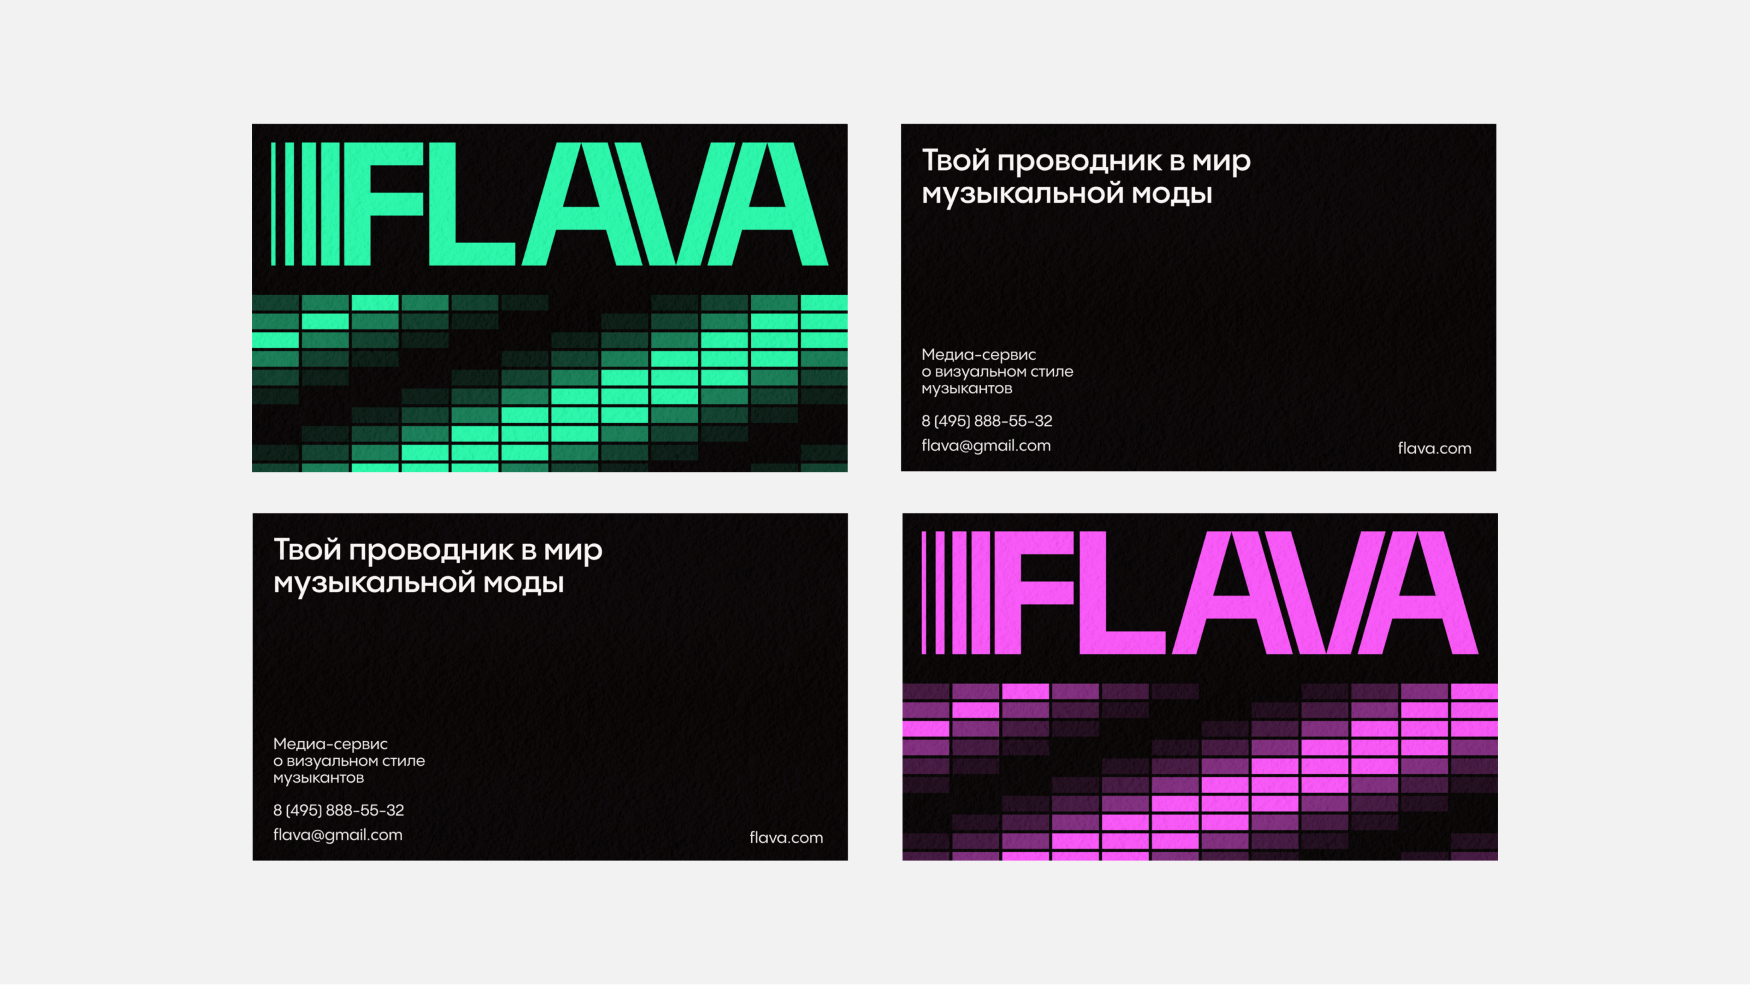 FLAVA
Твой проводник в мир
музыкальной моды
Медиа-сервис
о визуальном стиле
музыкантов
8 (495) 888-55-32
flava@gmail.com
flava.com
Твой проводник в мир
музыкальной моды
Медиа-сервис
о визуальном стиле
музыкантов
8 (495) 888-55-32
flava@gmail.com
flava.com
FLAVA